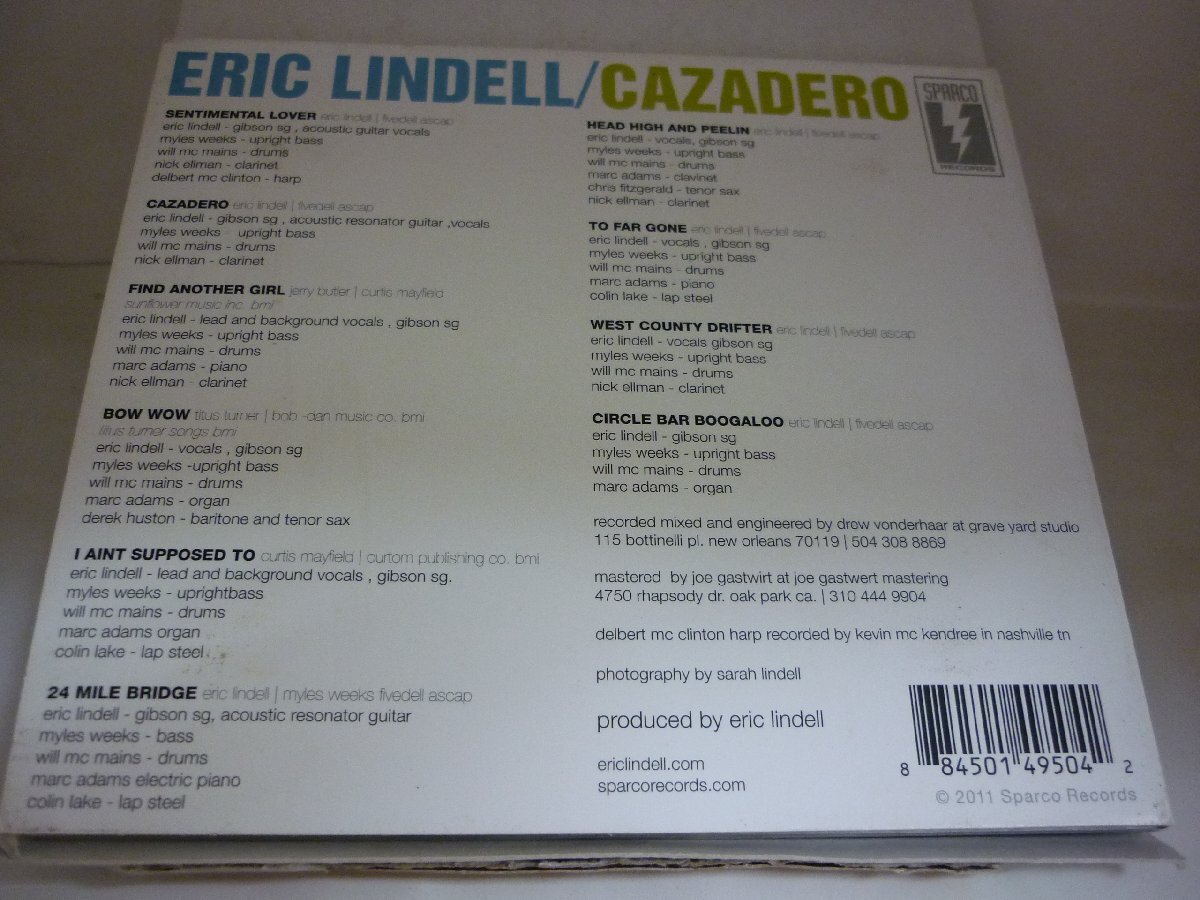 ERIC LINDELL/CAZADERO
SPARCO
RECORDS
SENTIMENTAL LOVER eric lindell | fivedell ascap
eric lindell - gibson sg , acoustic guitar vocals
myles weeks - upright bass
will mc mains - drums
nick ellman - clarinet
delbert mc clinton - harp
CAZADERO eric lindell | fivedell ascap
eric lindell - gibson sg , acoustic resonator guitar ,vocals
myles weeks - upright bass
will mc mains - drums
nick ellman - clarinet
FIND ANOTHER GIRL jerry butler | curtis mayfield
sunflower music inc. bmi
eric lindell - lead and background vocals , gibson sg
myles weeks - upright bass
will mc mains - drums
marc adams - piano
nick ellman - clarinet
BOW WOW titus turner | bob -dan music co. bmi
titus turner songs bmi
eric lindell - vocals , gibson sg
myles weeks -upright bass
will mc mains - drums
marc adams - organ
derek huston - baritone and tenor sax
I AINT SUPPOSED TO curtis mayfield | curtom publishing co. bmi
eric lindell - lead and background vocals , gibson sg.
myles weeks - uprightbass
will mc mains - drums
marc adams organ
colin lake - lap steel
24 MILE BRIDGE eric lindell | myles weeks fivedell ascap
eric lindell - gibson sg, acoustic resonator guitar
myles weeks - bass
will mc mains - drums
marc adams electric piano
colin lake - lap steel
HEAD HIGH AND PEELIN eric lindell | fivedell ascap
eric lindell - vocals, gibson sg
myles weeks - upright bass
will mc mains - drums
marc adams - clavinet
chris fitzgerald - tenor sax
nick ellman - clarinet
TO FAR GONE eric lindell | fivedell ascap
eric lindell - vocals , gibson sg
myles weeks - upright bass
will mc mains - drums
marc adams - piano
colin lake - lap steel
WEST COUNTY DRIFTER eric lindell | fivedell ascap
eric lindell - vocals gibson sg
myles weeks - upright bass
will mc mains - drums
nick ellman - clarinet
CIRCLE BAR BOOGALOO eric lindell | fivedell ascap
eric lindell - gibson sg
myles weeks - upright bass
will mc mains - drums
marc adams - organ
recorded mixed and engineered by drew vonderhaar at grave yard studio
115 bottinelli pl. new orleans 70119 | 504 308 8869
mastered by joe gastwirt at joe gastwert mastering
4750 rhapsody dr. oak park ca. | 310 444 9904
delbert mc clinton harp recorded by kevin mc kendree in nashville tn
photography by sarah lindell
produced by eric lindell
ericlindell.com
sparcorecords.com
8 84501 49504 2
© 2011 Sparco Records